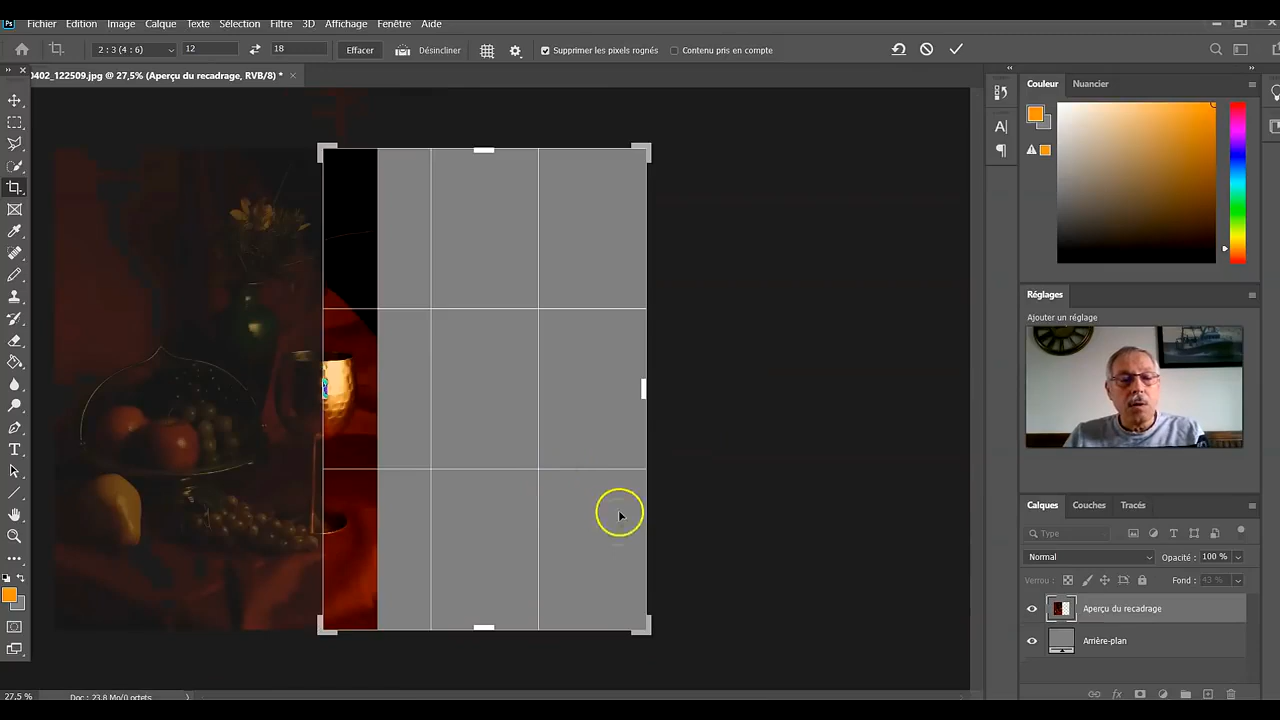 Ps Fichier Edition Image Calque Texte Sélection Filtre 3D Affichage Fenêtre Aide
2 : 3 (4 : 6) 12 18 Effacer Désincliner Supprimer les pixels rognés Contenu pris en compte
0402_122509.jpg @ 27,5% (Aperçu du recadrage, RVB/8) *
Couleur Nuancier
Réglages
Ajouter un réglage
Calques Couches Tracés
Type
Normal Opacité : 100 %
Verrou : Fond : 43 %
Aperçu du recadrage
Arrière-plan
27,5 % Doc : 23,8 Mo/0 octets